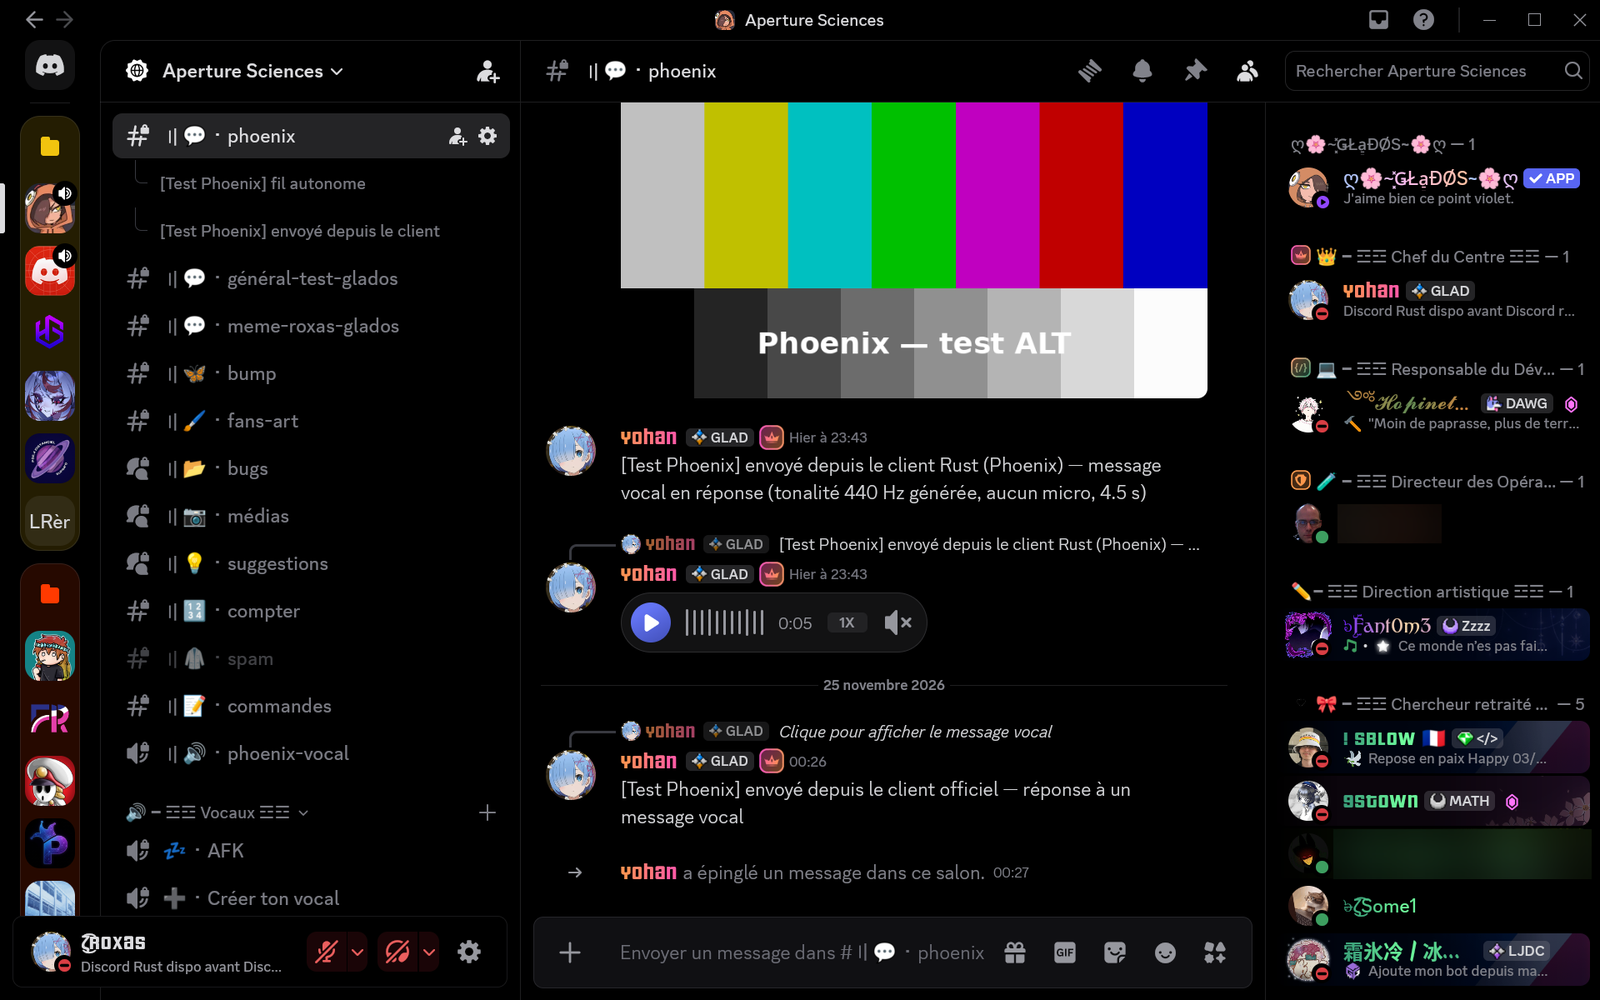 Aperture Sciences
Aperture Sciences
phoenix
[Test Phoenix] fil autonome
[Test Phoenix] envoyé depuis le client
général-test-glados
meme-roxas-glados
bump
fans-art
bugs
médias
suggestions
compter
spam
commandes
phoenix-vocal
Vocaux
AFK
Créer ton vocal
LRèr
Roxas
Discord Rust dispo avant Disc...
phoenix
Rechercher Aperture Sciences
Phoenix — test ALT
yohan GLAD Hier à 23:43
[Test Phoenix] envoyé depuis le client Rust (Phoenix) — message
vocal en réponse (tonalité 440 Hz générée, aucun micro, 4.5 s)
yohan GLAD [Test Phoenix] envoyé depuis le client Rust (Phoenix) — ...
yohan GLAD Hier à 23:43
0:05 1X
25 novembre 2026
yohan GLAD Clique pour afficher le message vocal
yohan GLAD 00:26
[Test Phoenix] envoyé depuis le client officiel — réponse à un
message vocal
yohan a épinglé un message dans ce salon. 00:27
Envoyer un message dans # 〢💬・phoenix
GIF
ღ🌸~GŁaĐØS~🌸ღ — 1
ღ🌸~GŁaĐØS~🌸ღ APP
J'aime bien ce point violet.
Chef du Centre — 1
yohan GLAD
Discord Rust dispo avant Discord r...
Responsable du Dév... — 1
Hopinet... DAWG
"Moin de paprasse, plus de terr...
Directeur des Opéra... — 1
Direction artistique — 1
Fant0m3 Zzzz
Ce monde n'es pas fai...
Chercheur retraité ... — 5
! SBLOW </>
Repose en paix Happy 03/...
95TOWN MATH
Some1
霜氷冷 / 冰... LJDC
Ajoute mon bot depuis ma...